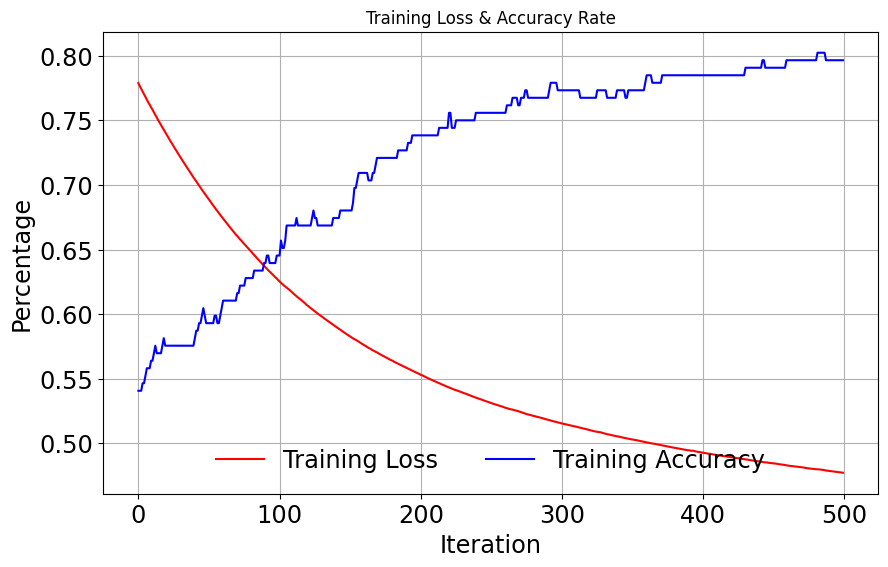 Training Loss & Accuracy Rate
0.80
0.75
0.70
0.65
0.60
0.55
0.50
Percentage
Training Loss Training Accuracy
0 100 200 300 400 500
Iteration